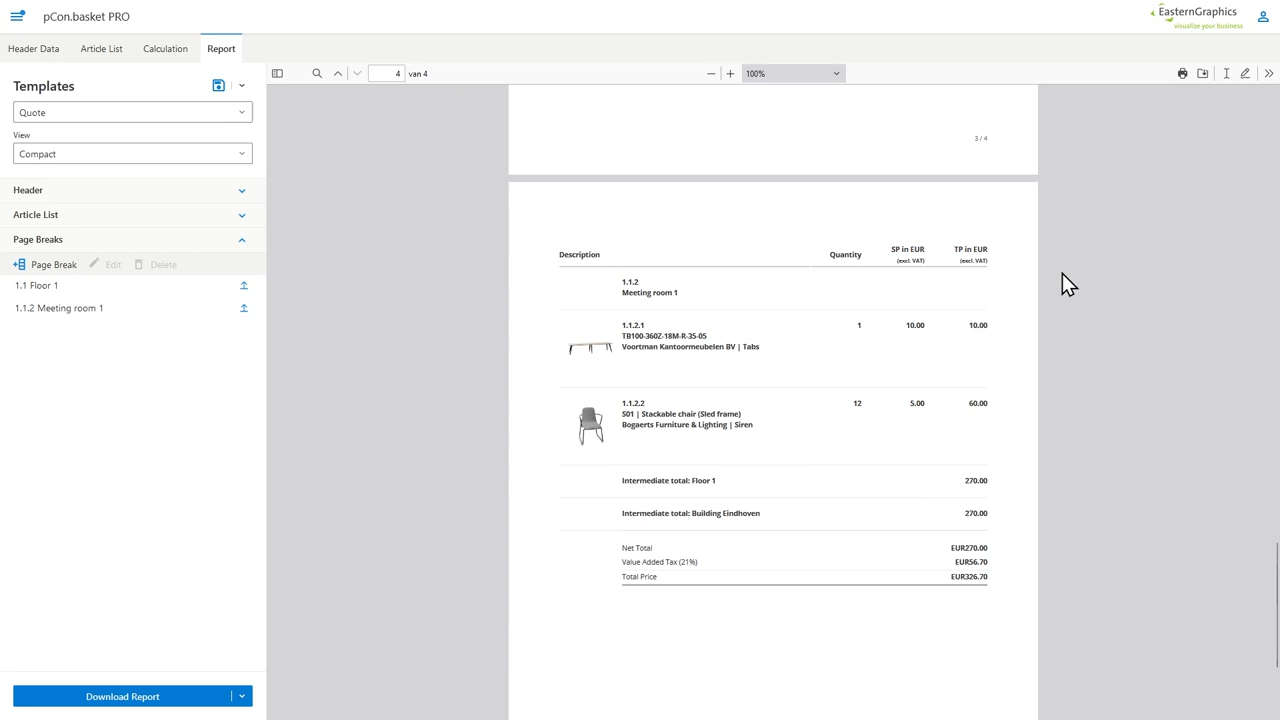 pCon.basket PRO
EasternGraphics
visualise your business
Header Data
Article List
Calculation
Report
Templates
Quote
View
Compact
Header
Article List
Page Breaks
Page Break
Edit
Delete
1.1 Floor 1
1.1.2 Meeting room 1
Download Report
4 van 4
100%
3 / 4
Description Quantity SP in EUR TP in EUR
(excl. VAT) (excl. VAT)
1.1.2
Meeting room 1
1.1.2.1 1 10.00 10.00
TB100-360Z-18M-R-35-05
Voortman Kantoormeubelen BV | Tabs
1.1.2.2 12 5.00 60.00
S01 | Stackable chair (Sled frame)
Bogaerts Furniture & Lighting | Siren
Intermediate total: Floor 1 270.00
Intermediate total: Building Eindhoven 270.00
Net Total EUR270.00
Value Added Tax (21%) EUR56.70
Total Price EUR326.70